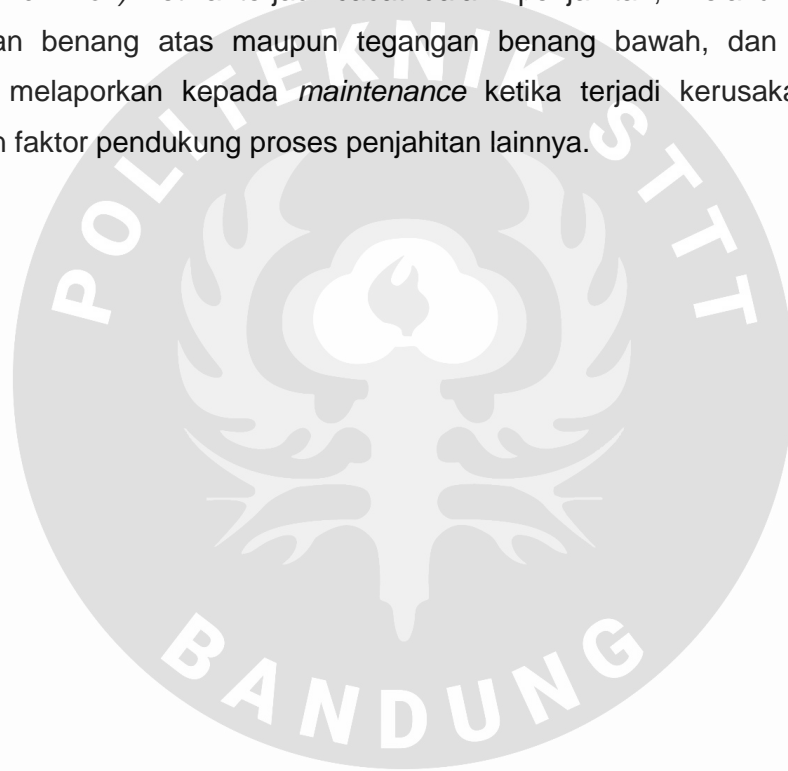 terjadi
an benang atas maupun tegangan benang bawah, dan
melaporkan kepada maintenance ketika terjadi kerusaka
n faktor pendukung proses penjahitan lainnya.
POLITEKNIK STTT
BANDUNG